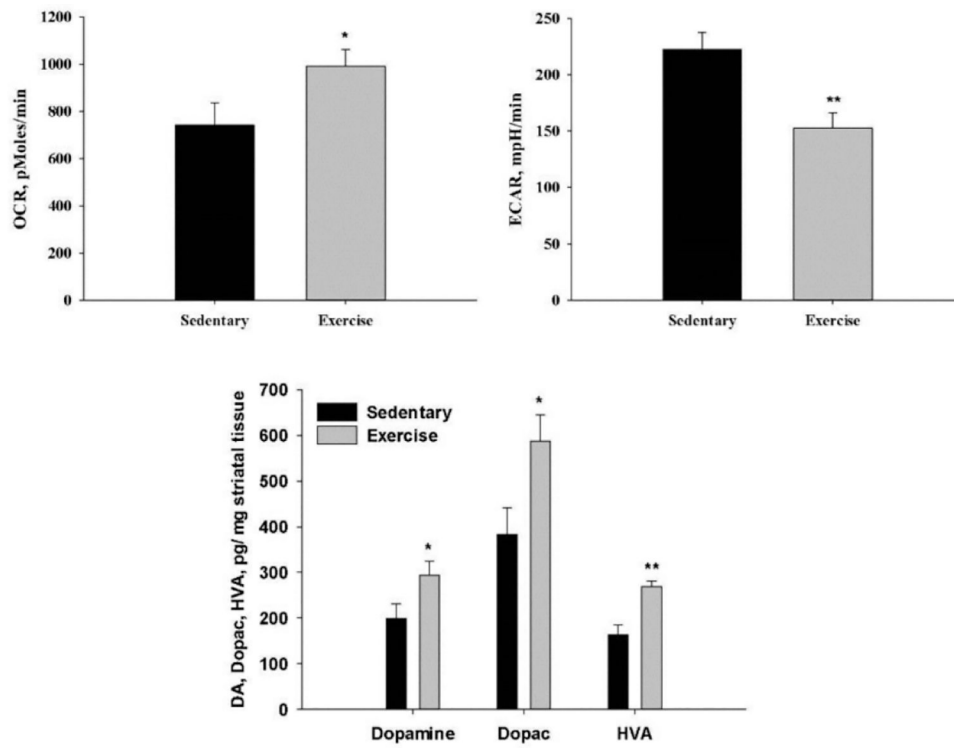 OCR, pMoles/min
1200
1000
800
600
400
200
0
*
Sedentary
Exercise
ECAR, mpH/min
250
200
150
100
50
0
**
Sedentary
Exercise
DA, Dopac, HVA, pg/ mg striatal tissue
700
600
500
400
300
200
100
0
Sedentary
Exercise
*
*
**
Dopamine
Dopac
HVA